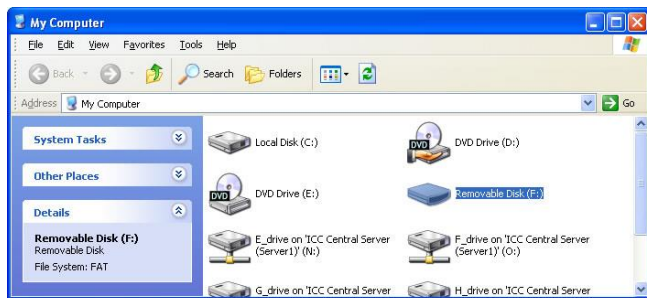 My Computer
File Edit View Favorites Tools Help
Back Search Folders
Address My Computer Go
System Tasks
Other Places
Details
Removable Disk (F:)
Removable Disk
File System: FAT
Local Disk (C:)
DVD Drive (D:)
DVD
DVD Drive (E:)
DVD
Removable Disk (F:)
E_drive on 'ICC Central Server
(Server1)' (N:)
F_drive on 'ICC Central Server
(Server1)' (O:)
G_drive on 'ICC Central Server
H_drive on 'ICC Central Server